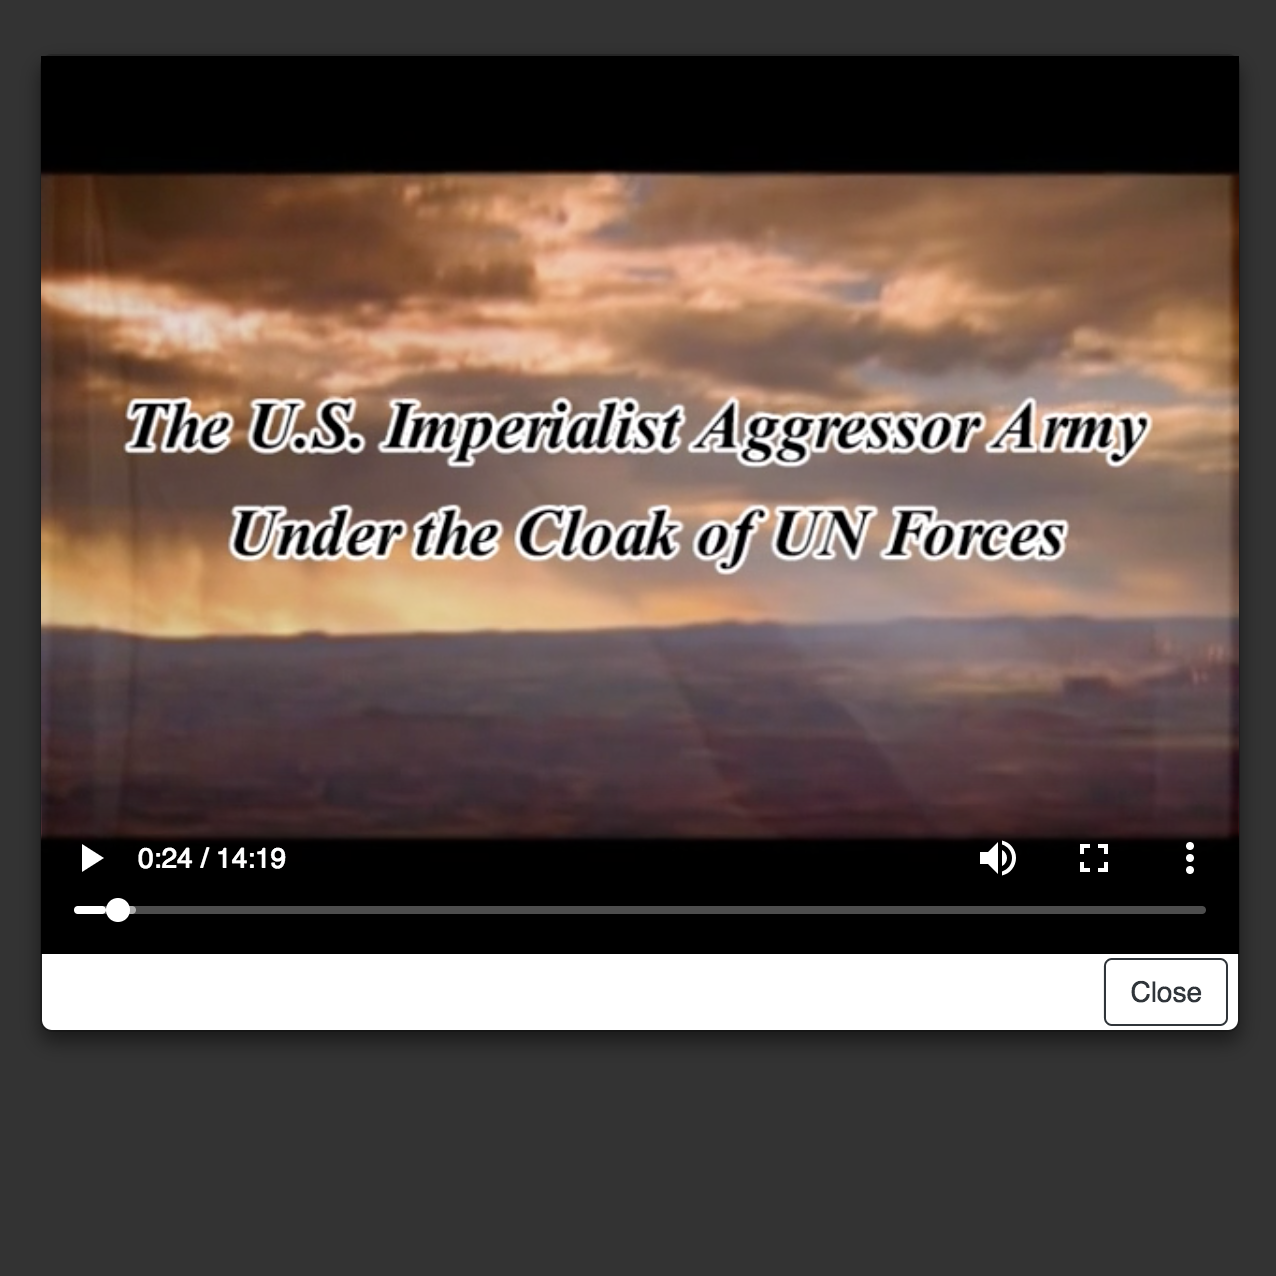 The U.S. Imperialist Aggressor Army
Under the Cloak of UN Forces
0:24 / 14:19
Close